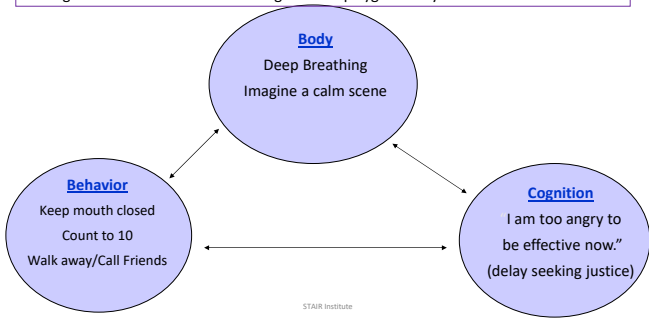 Body
Deep Breathing
Imagine a calm scene
Behavior
Keep mouth closed
Count to 10
Walk away/Call Friends
Cognition
"I am too angry to
be effective now."
(delay seeking justice)
STAIR Institute